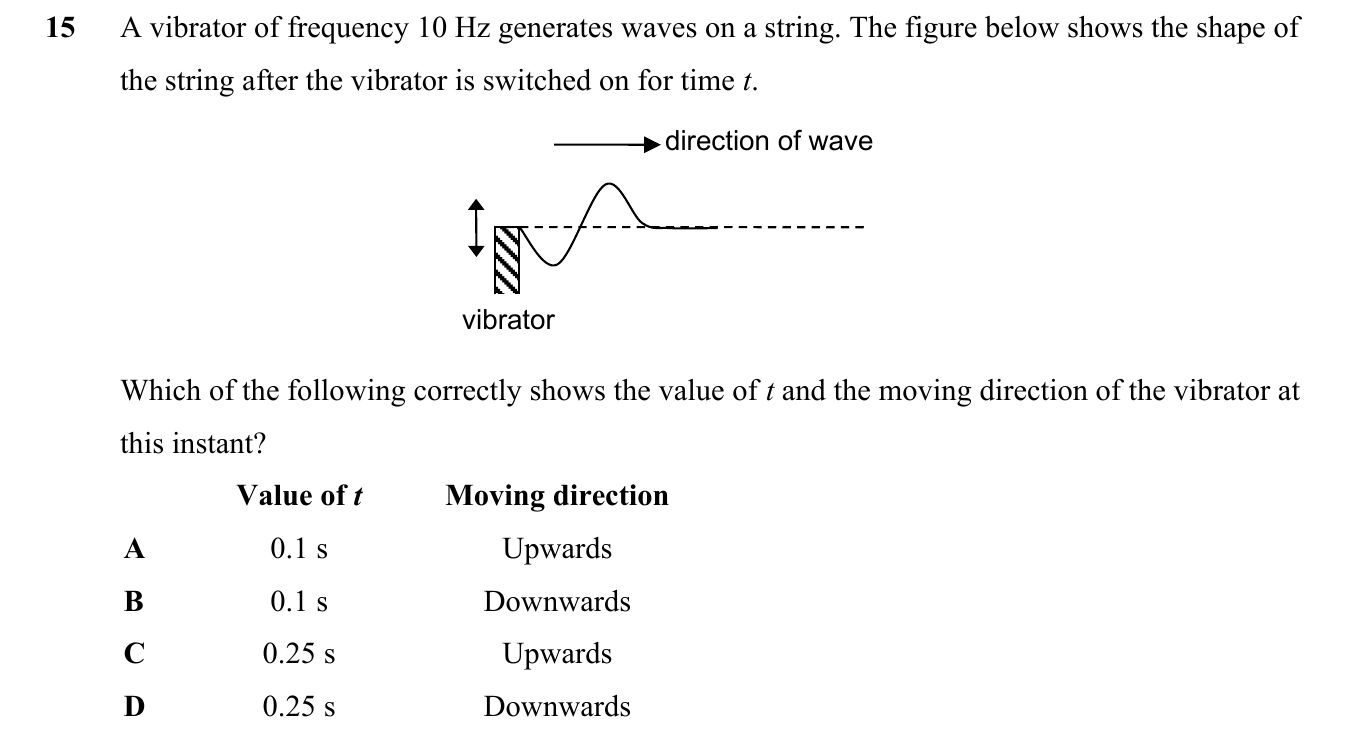 15 A vibrator of frequency 10 Hz generates waves on a string. The figure below shows the shape of
the string after the vibrator is switched on for time t.
direction of wave
vibrator
Which of the following correctly shows the value of t and the moving direction of the vibrator at
this instant?
Value of t Moving direction
A 0.1 s Upwards
B 0.1 s Downwards
C 0.25 s Upwards
D 0.25 s Downwards